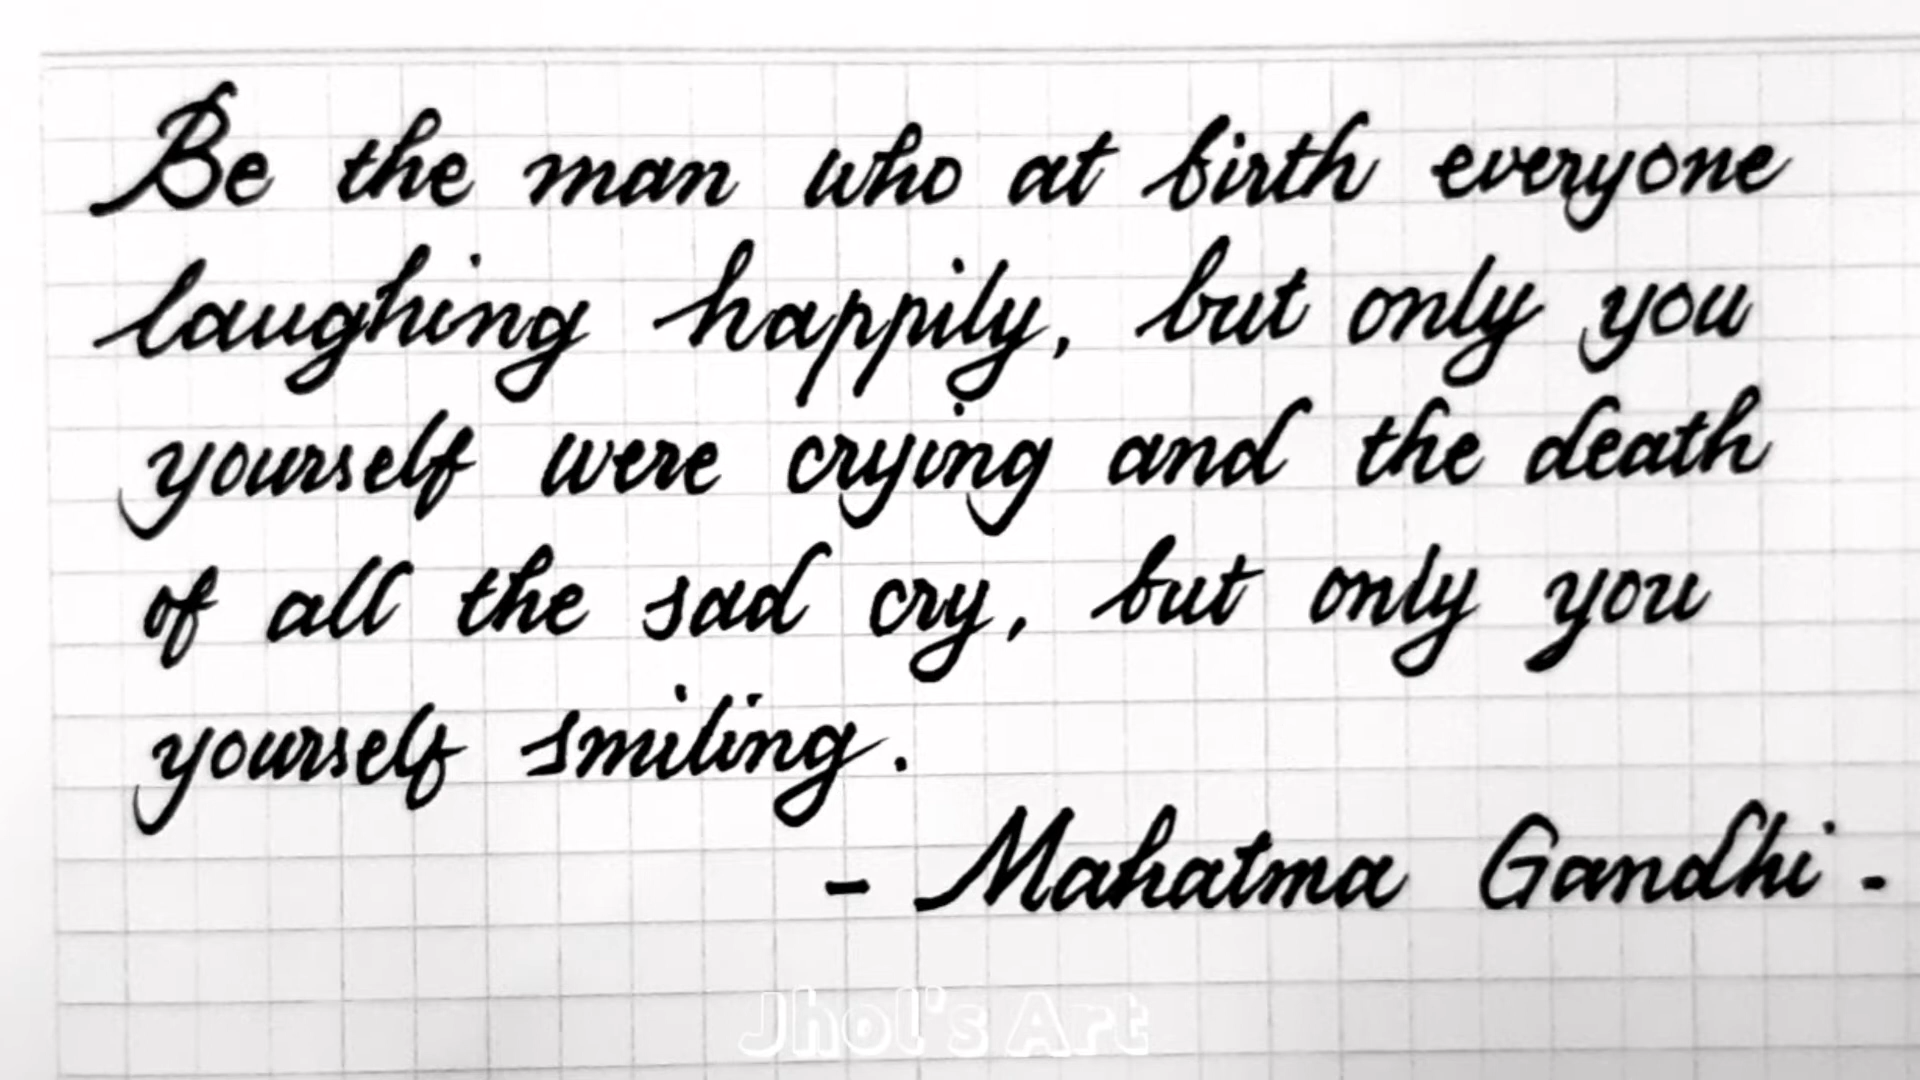 Be the man who at birth everyone
laughing happily, but only you
yourself were crying and the death
of all the sad cry, but only you
yourself smiling.
- Mahatma Gandhi -
Jhol's Art